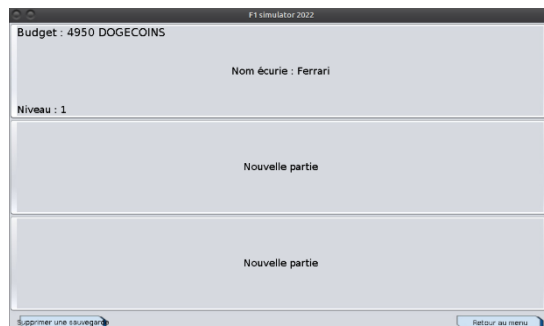 F1 simulator 2022
Budget : 4950 DOGECOINS
Nom écurie : Ferrari
Niveau : 1
Nouvelle partie
Nouvelle partie
Supprimer une sauvegarde
Retour au menu